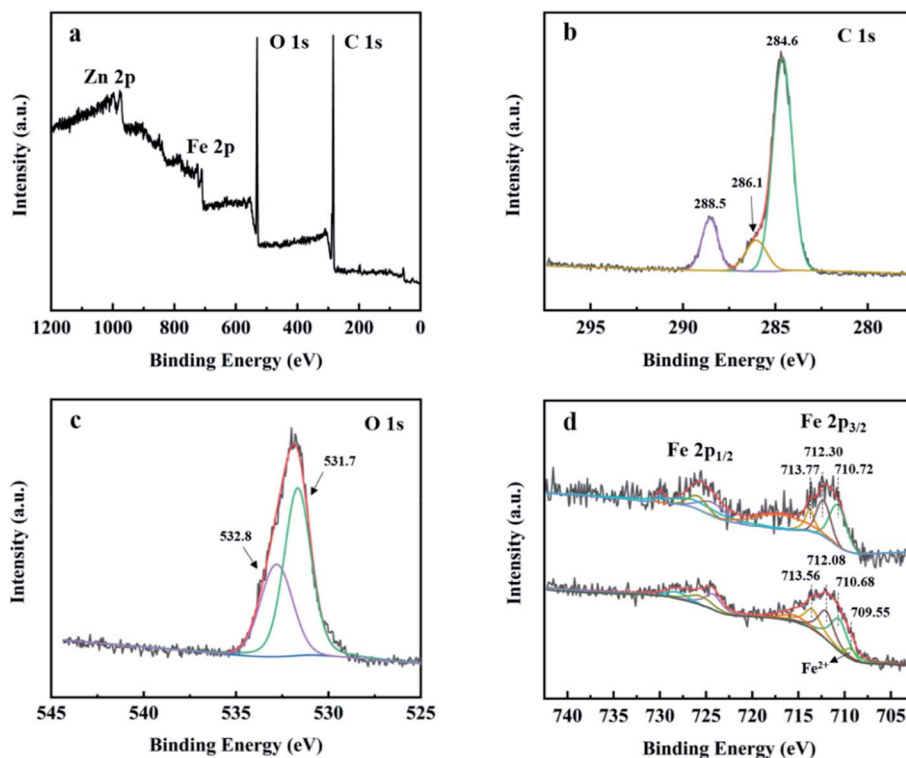 a
O 1s
C 1s
Zn 2p
Fe 2p
Intensity (a.u.)
1200 1000 800 600 400 200 0
Binding Energy (eV)
b
284.6
C 1s
286.1
288.5
Intensity (a.u.)
295 290 285 280
Binding Energy (eV)
c
O 1s
531.7
532.8
Intensity (a.u.)
545 540 535 530 525
Binding Energy (eV)
d
Fe 2p3/2
Fe 2p1/2
712.30
713.77 710.72
712.08
713.56 710.68
709.55
Fe2+
Intensity (a.u.)
740 735 730 725 720 715 710 705
Binding Energy (eV)